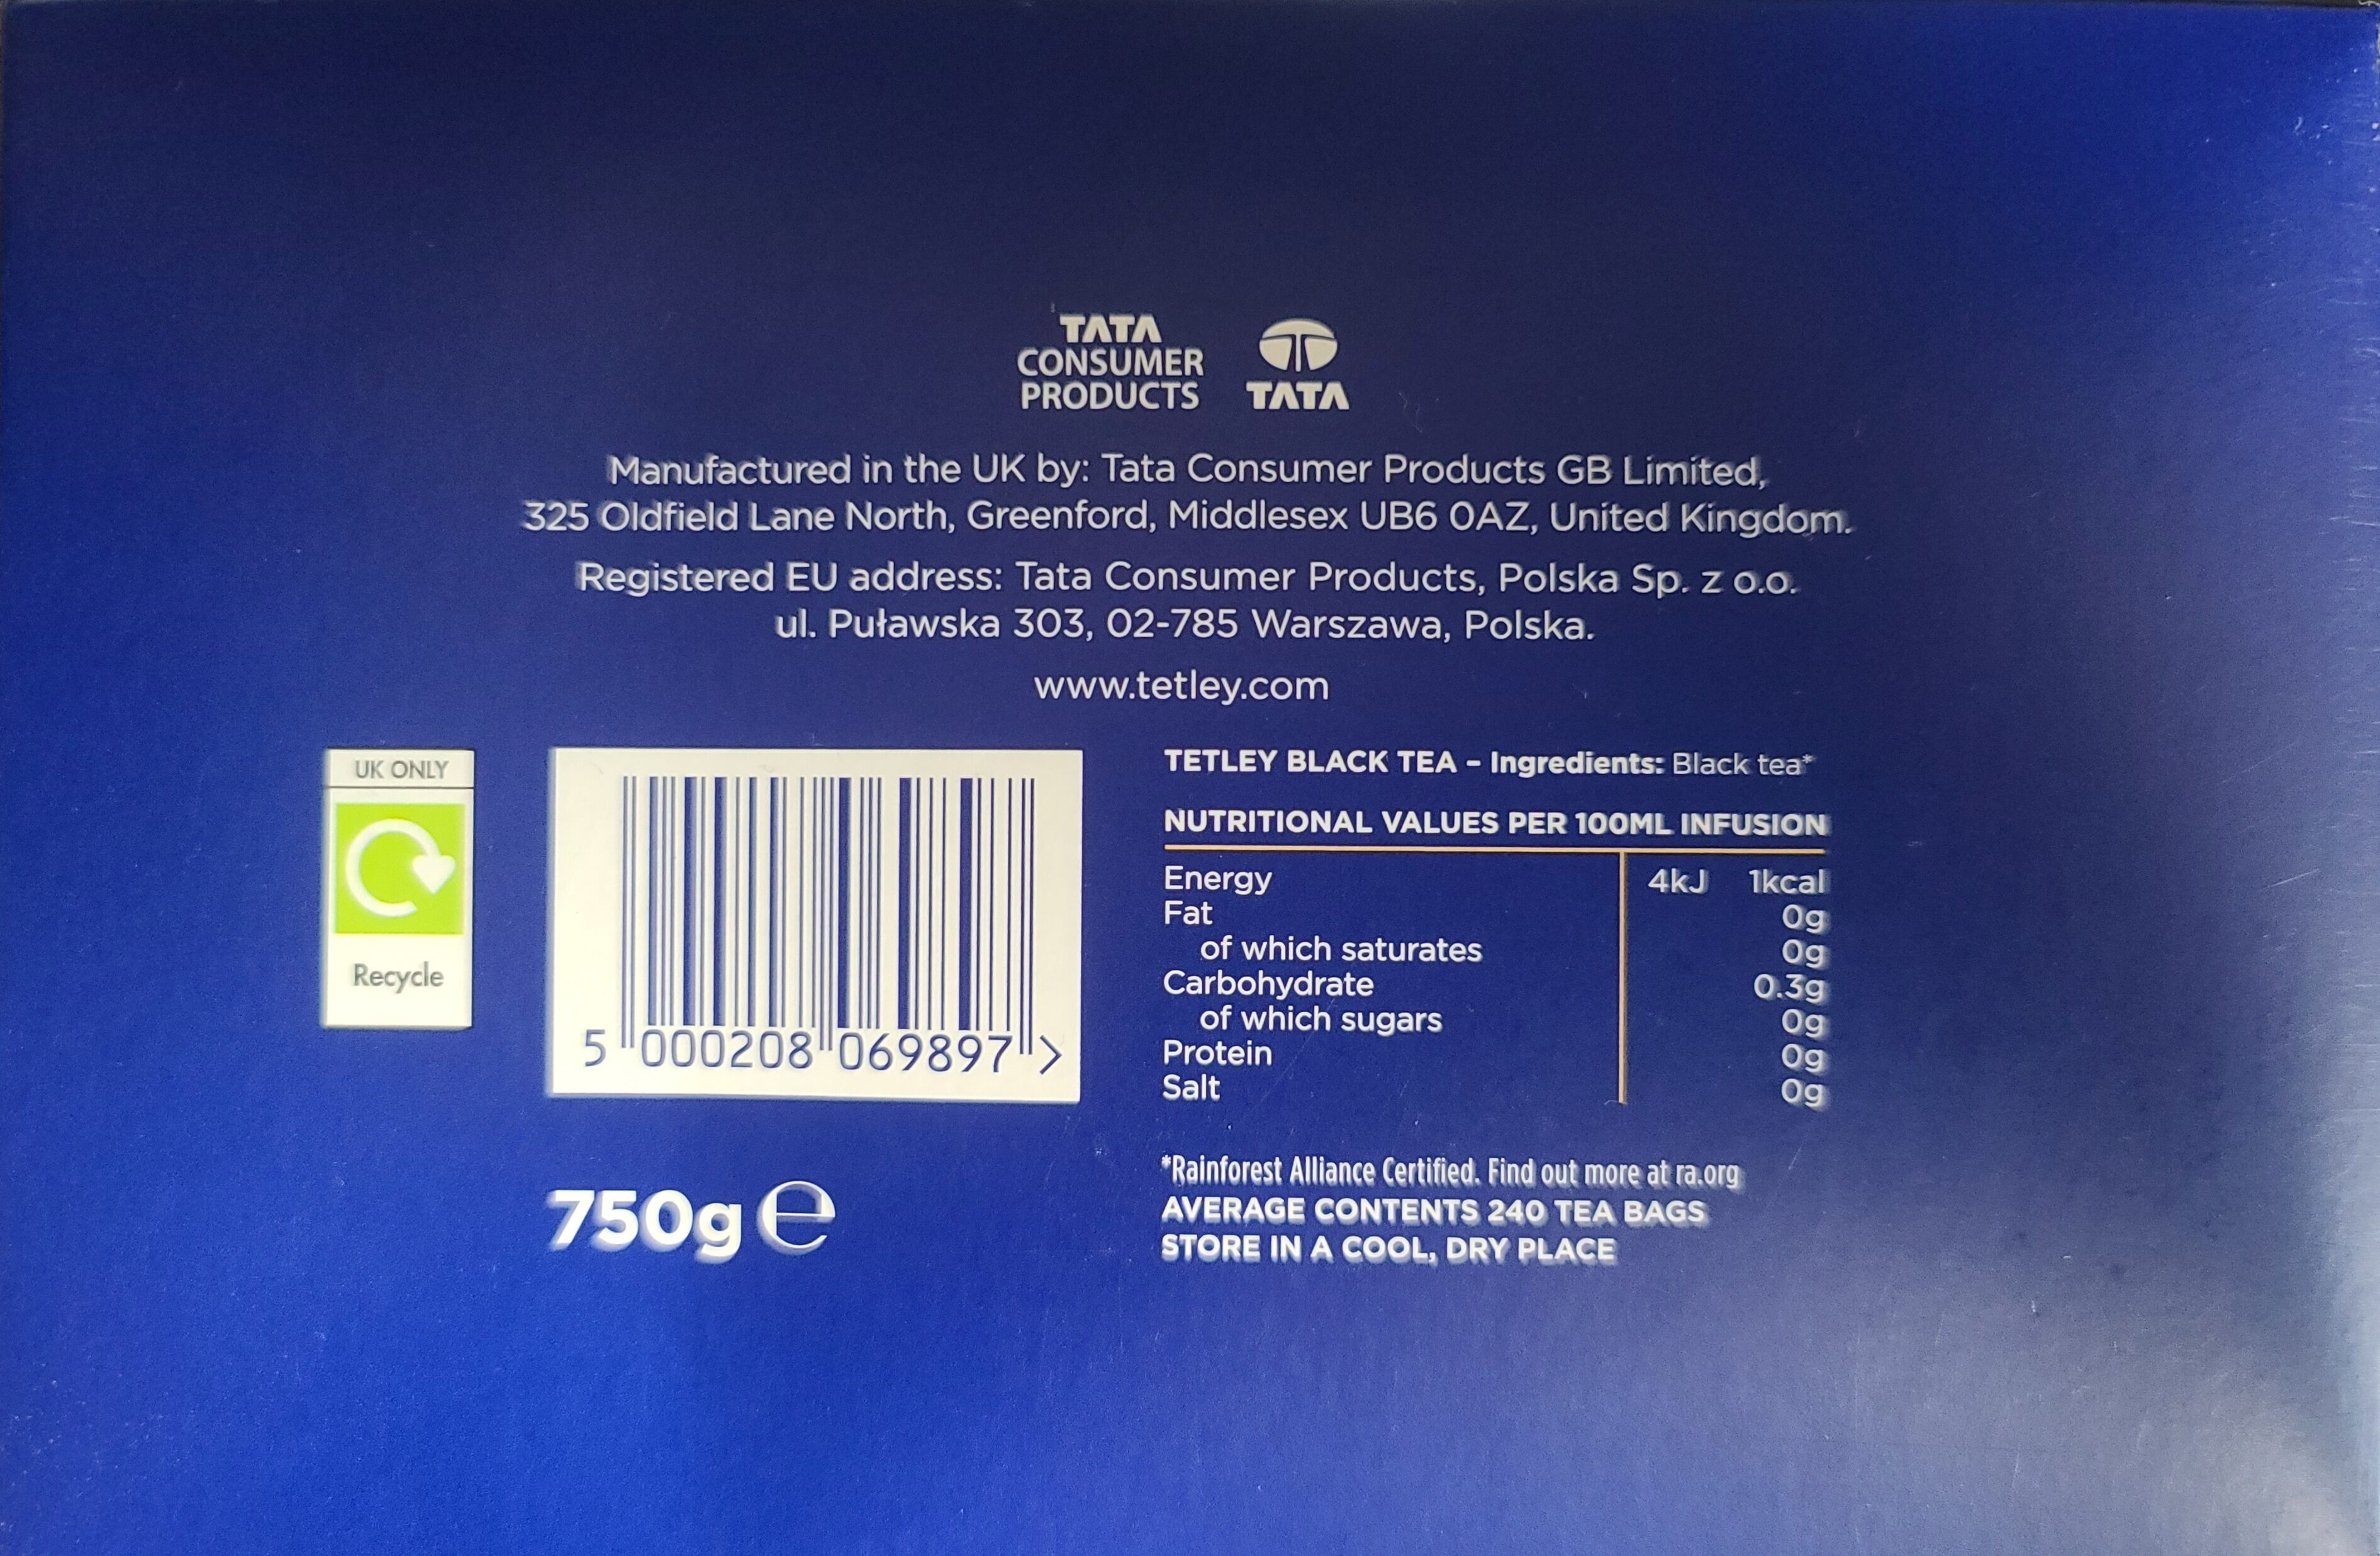 TATA
CONSUMER
PRODUCTS
TATA
Manufactured in the UK by: Tata Consumer Products GB Limited,
325 Oldfield Lane North, Greenford, Middlesex UB6 0AZ, United Kingdom.
Registered EU address: Tata Consumer Products, Polska Sp. z o.o.
ul. Puławska 303, 02-785 Warszawa, Polska.
www.tetley.com
UK ONLY
Recycle
5 000208 069897 >
750g e
TETLEY BLACK TEA – Ingredients: Black tea*
NUTRITIONAL VALUES PER 100ML INFUSION
Energy 4kJ 1kcal
Fat 0g
of which saturates 0g
Carbohydrate 0.3g
of which sugars 0g
Protein 0g
Salt 0g
*Rainforest Alliance Certified. Find out more at ra.org
AVERAGE CONTENTS 240 TEA BAGS
STORE IN A COOL, DRY PLACE